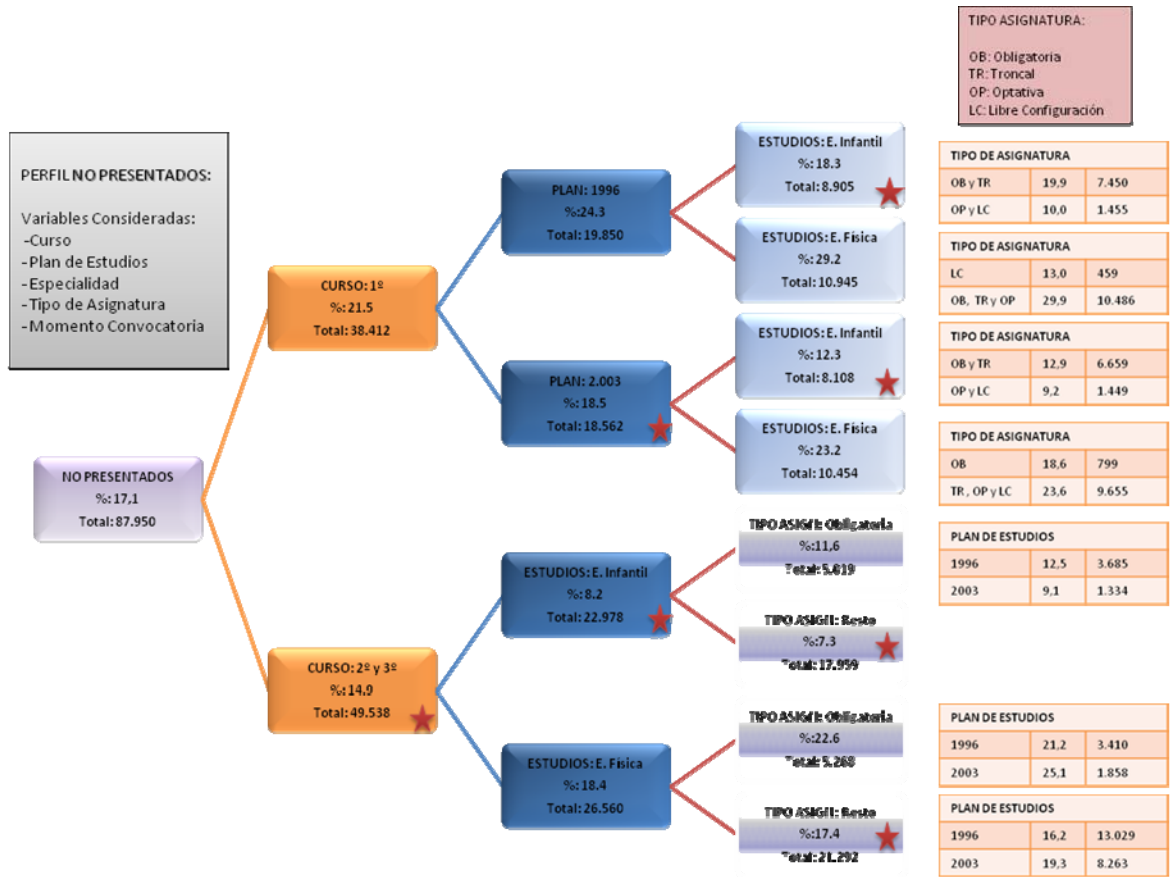 TIPO ASIGNATURA:
OB: Obligatoria
TR: Troncal
OP: Optativa
LC: Libre Configuración
PERFIL NO PRESENTADOS:
Variables Consideradas:
-Curso
-Plan de Estudios
-Especialidad
-Tipo de Asignatura
-Momento Convocatoria
NO PRESENTADOS
%: 17,1
Total: 87.950
CURSO: 1º
%: 21.5
Total: 38.412
CURSO: 2º y 3º
%: 14.9
Total: 49.538
PLAN: 1996
%:24.3
Total: 19.850
PLAN: 2.003
%: 18.5
Total: 18.562
ESTUDIOS: E. Infantil
%: 8.2
Total: 22.978
ESTUDIOS: E. Física
%: 18.4
Total: 26.560
ESTUDIOS: E. Infantil
%: 18.3
Total: 8.905
ESTUDIOS: E. Física
%: 29.2
Total: 10.945
ESTUDIOS: E. Infantil
%: 12.3
Total: 8.108
ESTUDIOS: E. Física
%: 23.2
Total: 10.454
TIPO Obligatoria
%:11,6
Total: 5.019
TIPO Resto
%:7.3
Total: 17.959
TIPO Obligatoria
%:22.6
Total: 5.268
TIPO Resto
%:17.4
Total: 21.292
TIPO DE ASIGNATURA
OB y TR 19,9 7.450
OP y LC 10,0 1.455
TIPO DE ASIGNATURA
LC 13,0 459
OB, TR y OP 29,9 10.486
TIPO DE ASIGNATURA
OB y TR 12,9 6.659
OP y LC 9,2 1.449
TIPO DE ASIGNATURA
OB 18,6 799
TR , OP y LC 23,6 9.655
PLAN DE ESTUDIOS
1996 12,5 3.685
2003 9,1 1.334
PLAN DE ESTUDIOS
1996 21,2 3.410
2003 25,1 1.858
PLAN DE ESTUDIOS
1996 16,2 13.029
2003 19,3 8.263